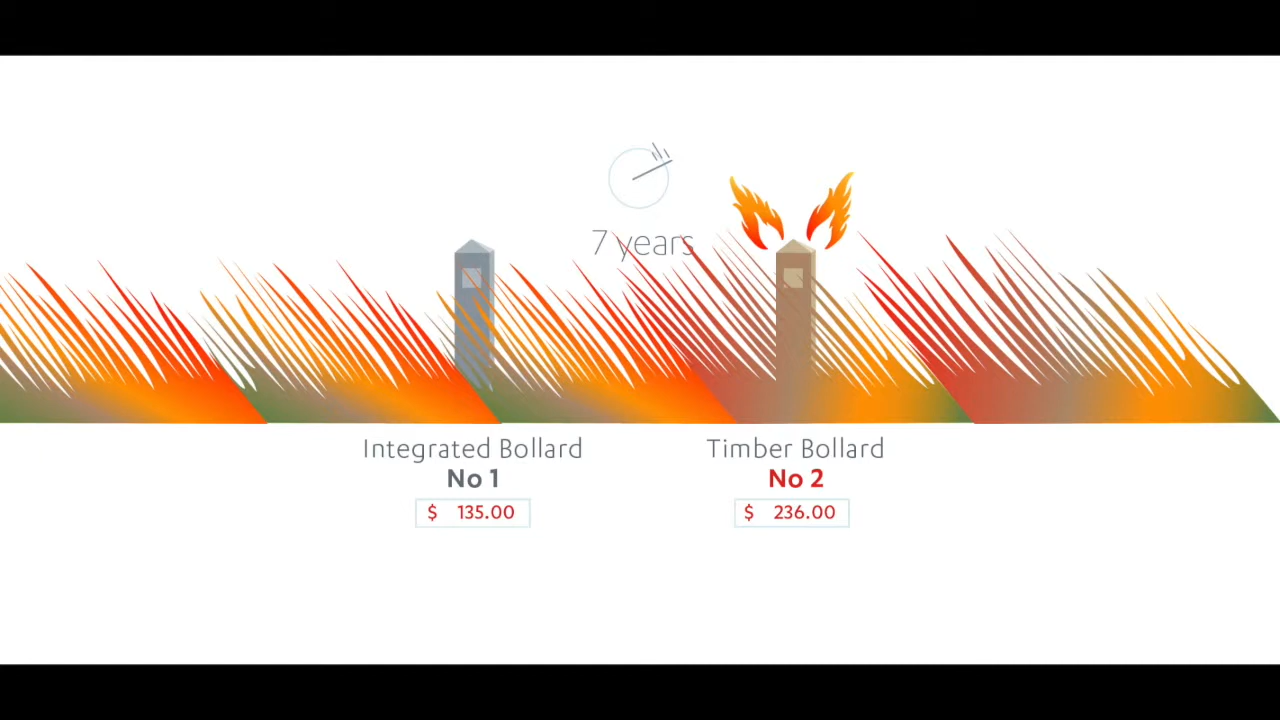 7 years
Integrated Bollard
No 1
$ 135.00
Timber Bollard
No 2
$ 236.00